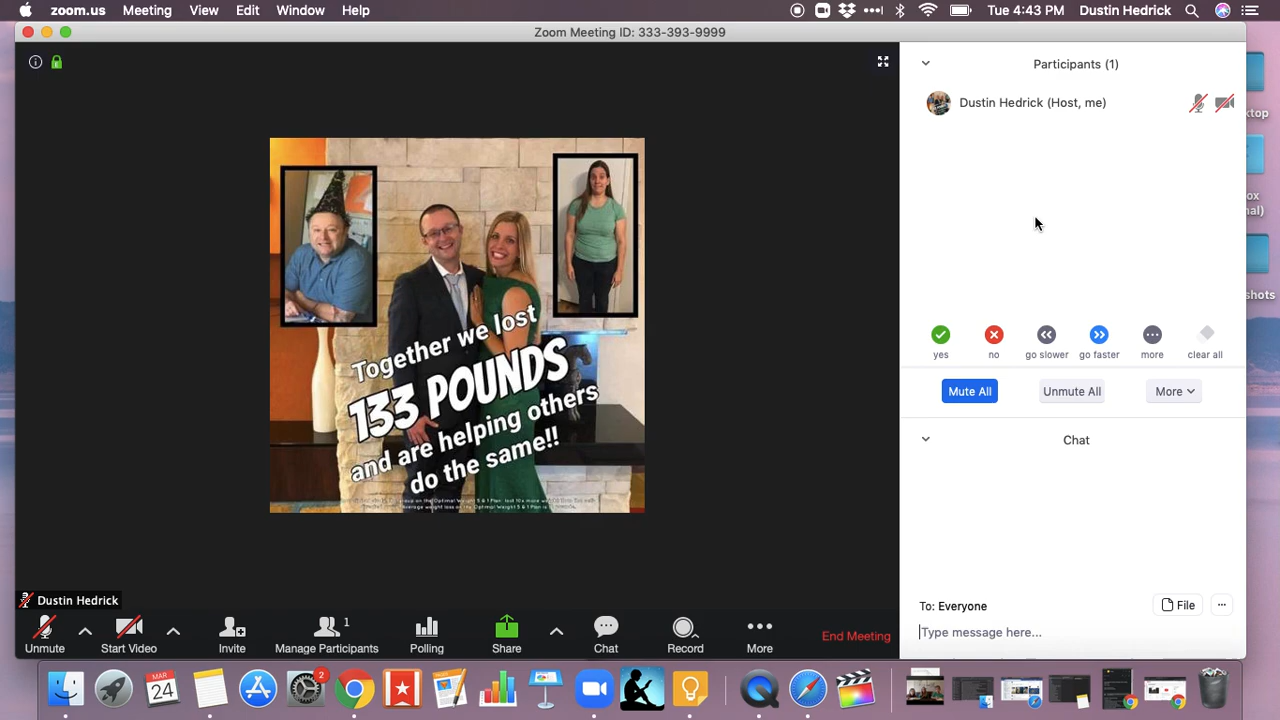 zoom.us Meeting View Edit Window Help
Tue 4:43 PM Dustin Hedrick
Zoom Meeting ID: 333-393-9999
Together we lost
133 POUNDS
and are helping others
do the same!!
Dustin Hedrick
Participants (1)
Dustin Hedrick (Host, me)
yes no go slower go faster more clear all
Mute All Unmute All More
Chat
To: Everyone File
Type message here...
Unmute Start Video Invite Manage Participants 1 Polling Share Chat Record More End Meeting
MAR
24
2
ktop
ox
nal)
shots